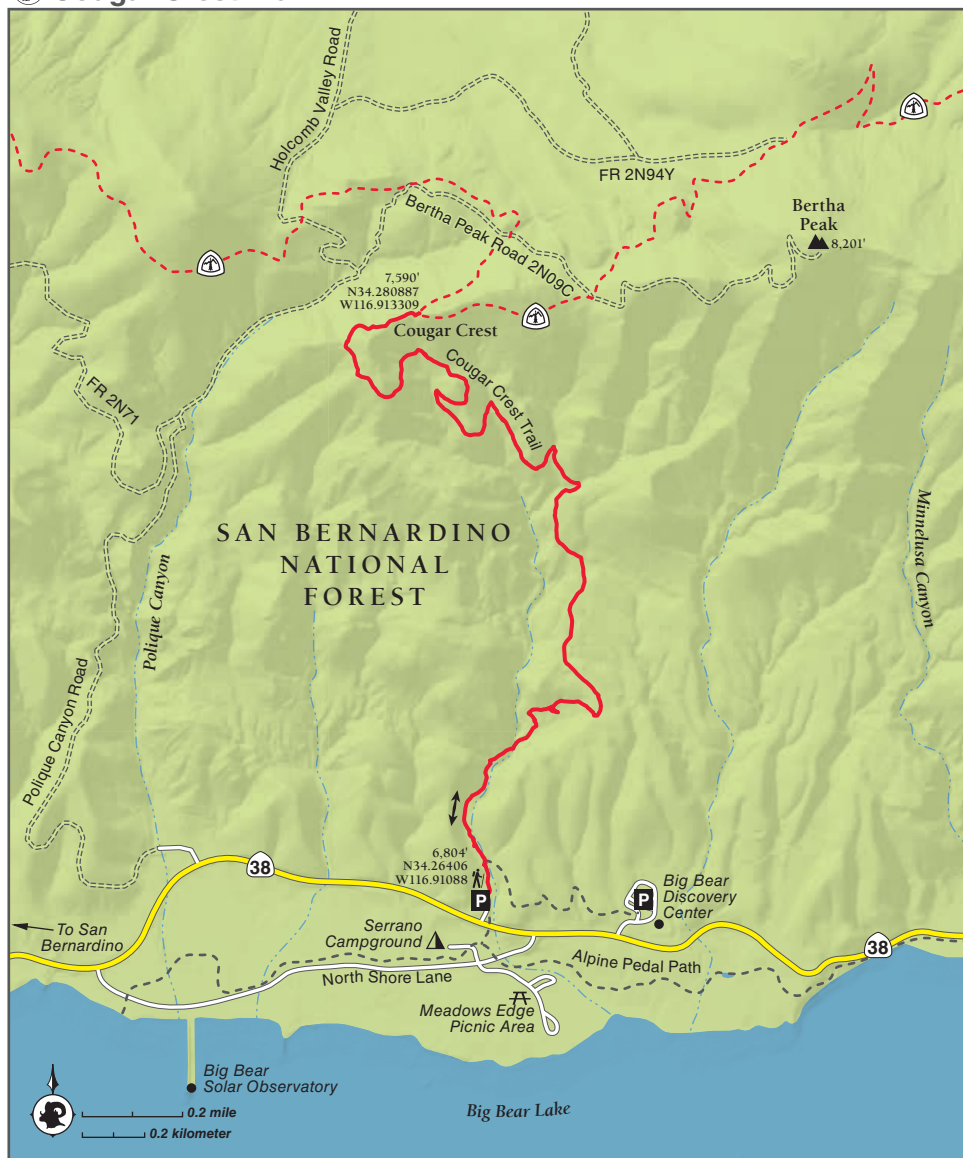 Holcomb Valley Road
FR 2N94Y
Bertha
Peak
8,201'
Bertha Peak Road 2N09C
7,590'
N34.280887
W116.913309
Cougar Crest
Cougar Crest Trail
FR 2N71
SAN BERNARDINO
NATIONAL
FOREST
Polique Canyon
Minnelusa Canyon
Polique Canyon Road
6,804'
N34.26406
W116.91088
38
P
P
Big Bear
Discovery
Center
To San
Bernardino
Serrano
Campground
38
North Shore Lane
Alpine Pedal Path
Meadows Edge
Picnic Area
Big Bear
Solar Observatory
Big Bear Lake
0.2 mile
0.2 kilometer